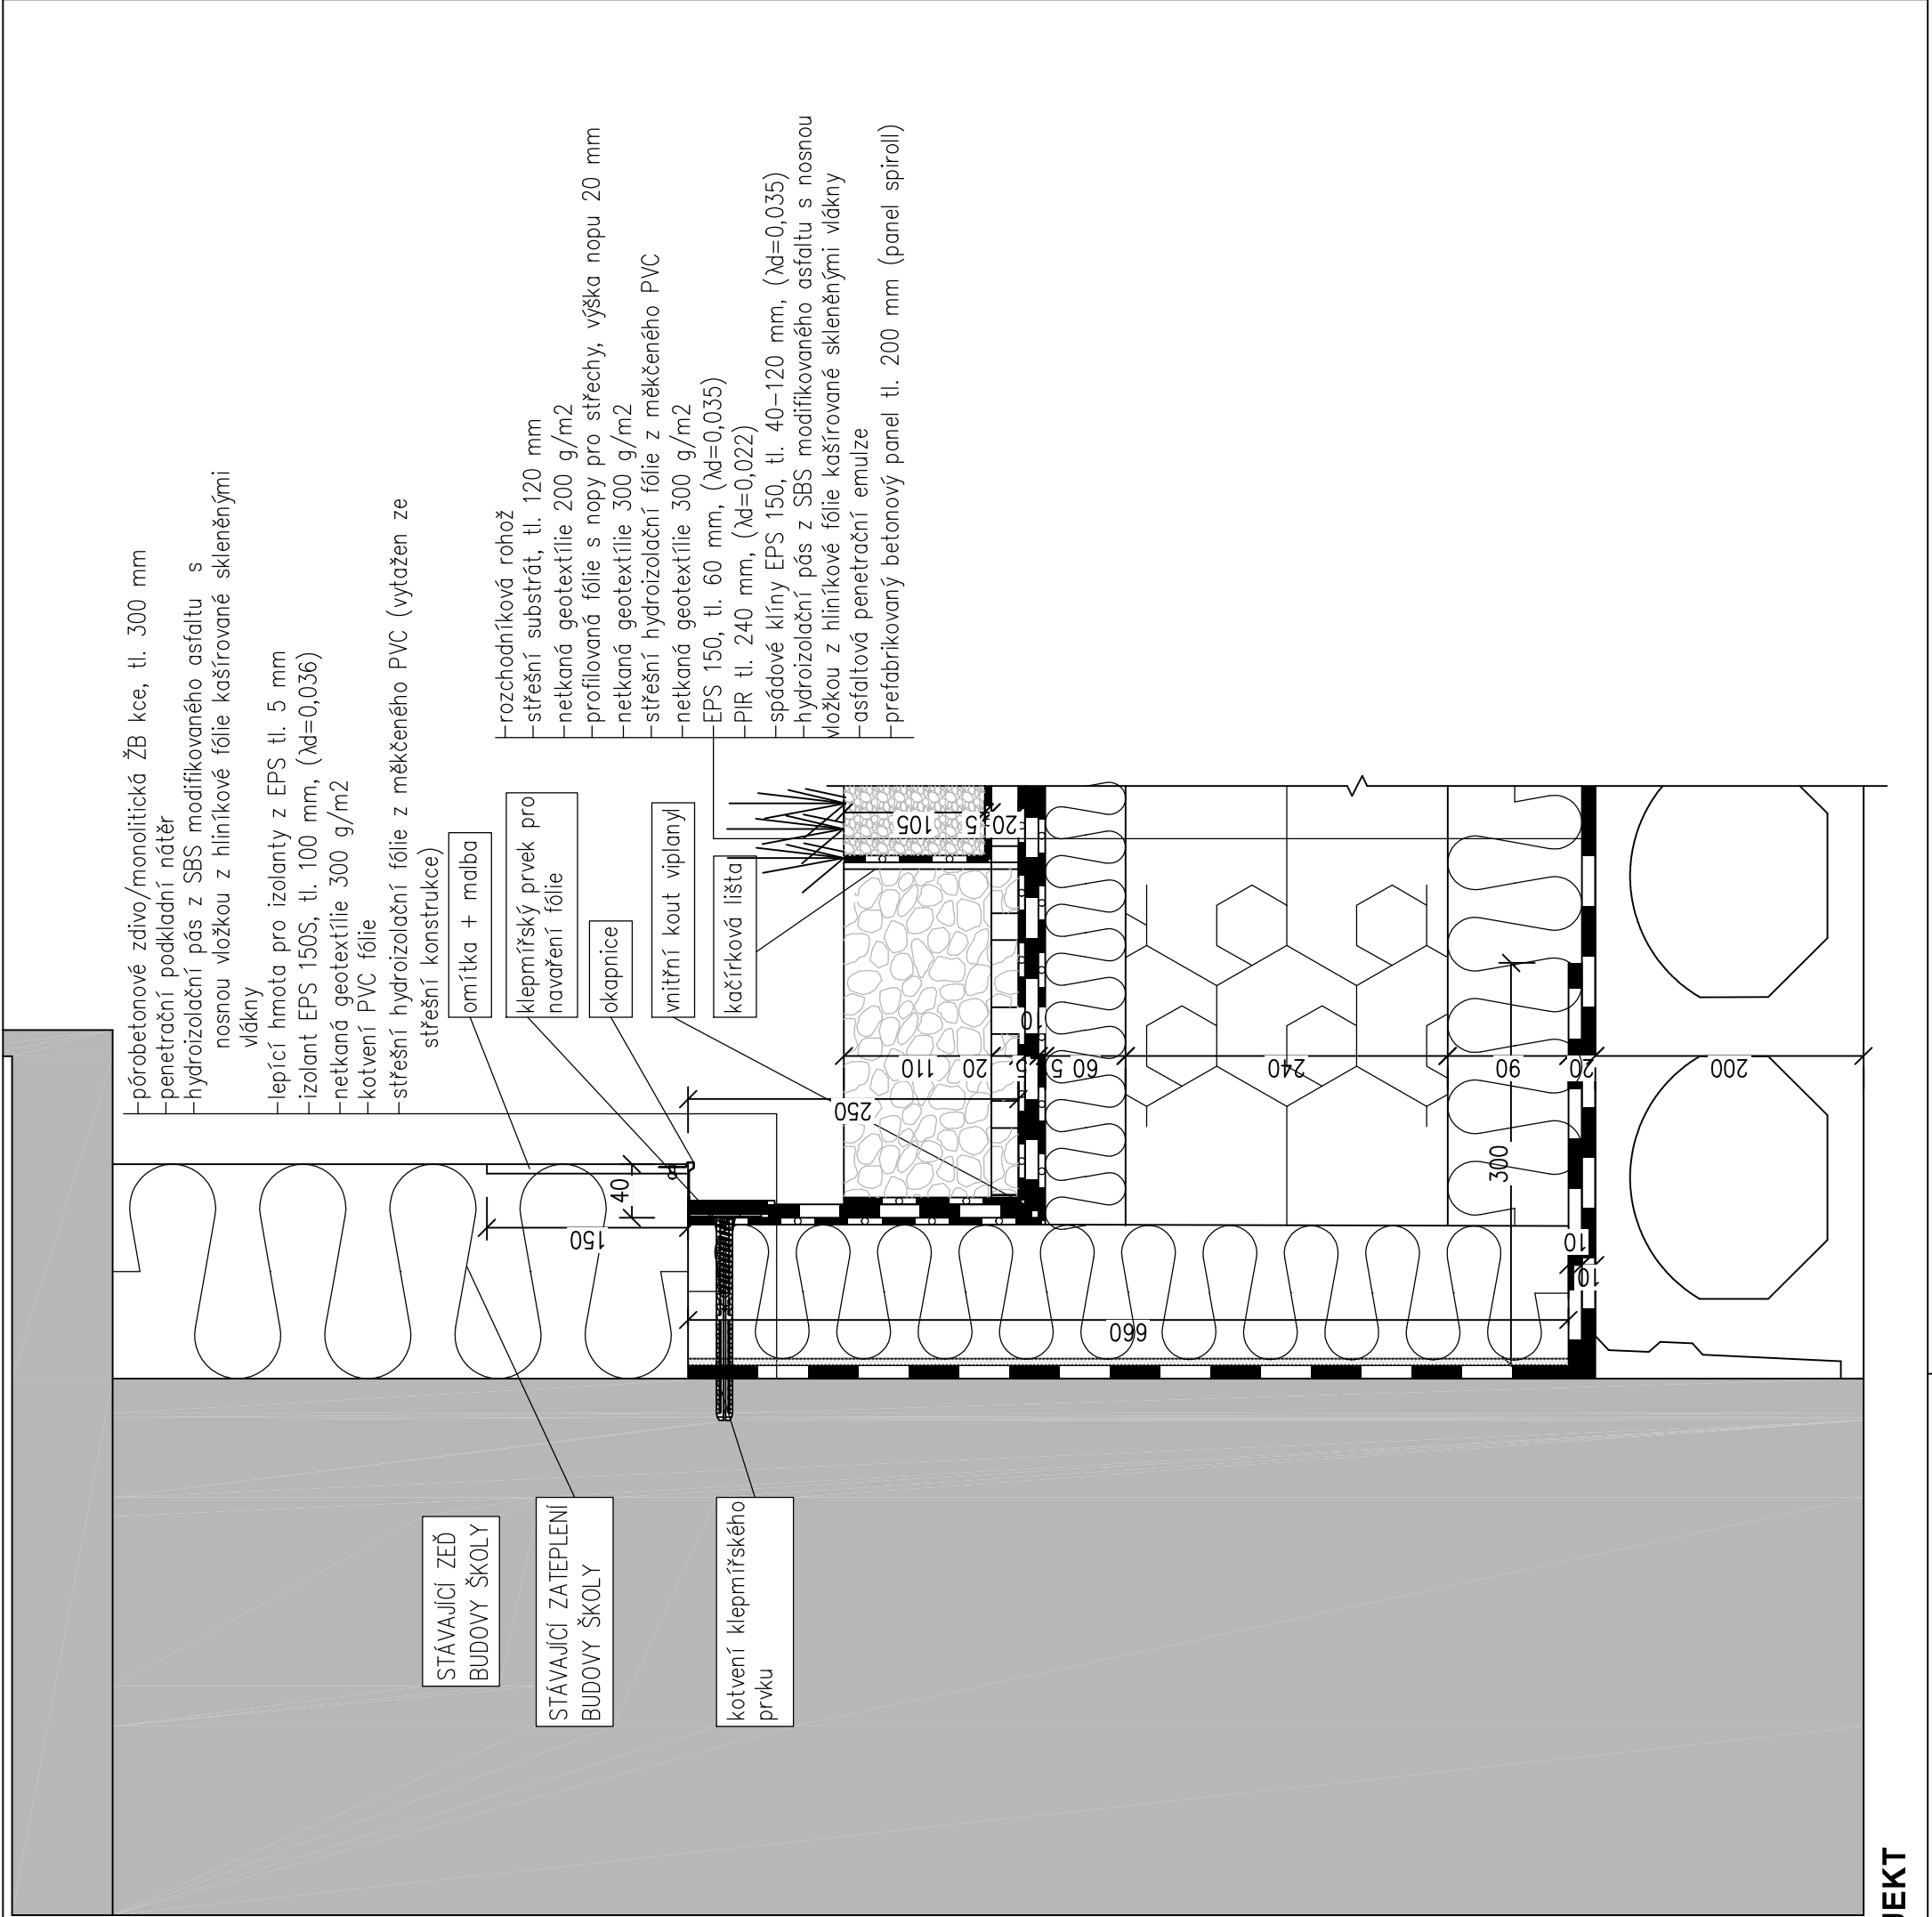 pórobetonové zdivo/monolitická ŽB kce, tl. 300 mm
penetrační podkladní nátěr
hydroizolační pás z SBS modifikovaného asfaltu s
nosnou vložkou z hliníkové fólie kašírované skleněnými
vlákny
lepící hmota pro izolanty z EPS tl. 5 mm
izolant EPS 150S, tl. 100 mm, (λd=0,036)
netkaná geotextílie 300 g/m2
kotvení PVC fólie
střešní hydroizolační fólie z měkčeného PVC (vytažen ze
střešní konstrukce)
omítka + malba
klepmířský prvek pro
navaření fólie
okapnice
vnitřní kout viplanyl
kačírková lišta
rozchodníková rohož
střešní substrát, tl. 120 mm
netkaná geotextílie 200 g/m2
profilovaná fólie s nopy pro střechy, výška nopu 20 mm
netkaná geotextílie 300 g/m2
střešní hydroizolační fólie z měkčeného PVC
netkaná geotextílie 300 g/m2
EPS 150, tl. 60 mm, (λd=0,035)
PIR tl. 240 mm, (λd=0,022)
spádové klíny EPS 150, tl. 40-120 mm, (λd=0,035)
hydroizolační pás z SBS modifikovaného asfaltu s nosnou
vložkou z hliníkové fólie kašírované skleněnými vlákny
asfaltová penetrační emulze
prefabrikovaný betonový panel tl. 200 mm (panel spiroll)
STÁVAJÍCÍ ZEĎ
BUDOVY ŠKOLY
STÁVAJÍCÍ ZATEPLENÍ
BUDOVY ŠKOLY
kotvení klepmířského
prvku
150
40
250
105
5
20
110
20
5
10
5
60
240
90
20
200
300
660
10
10
JEKT